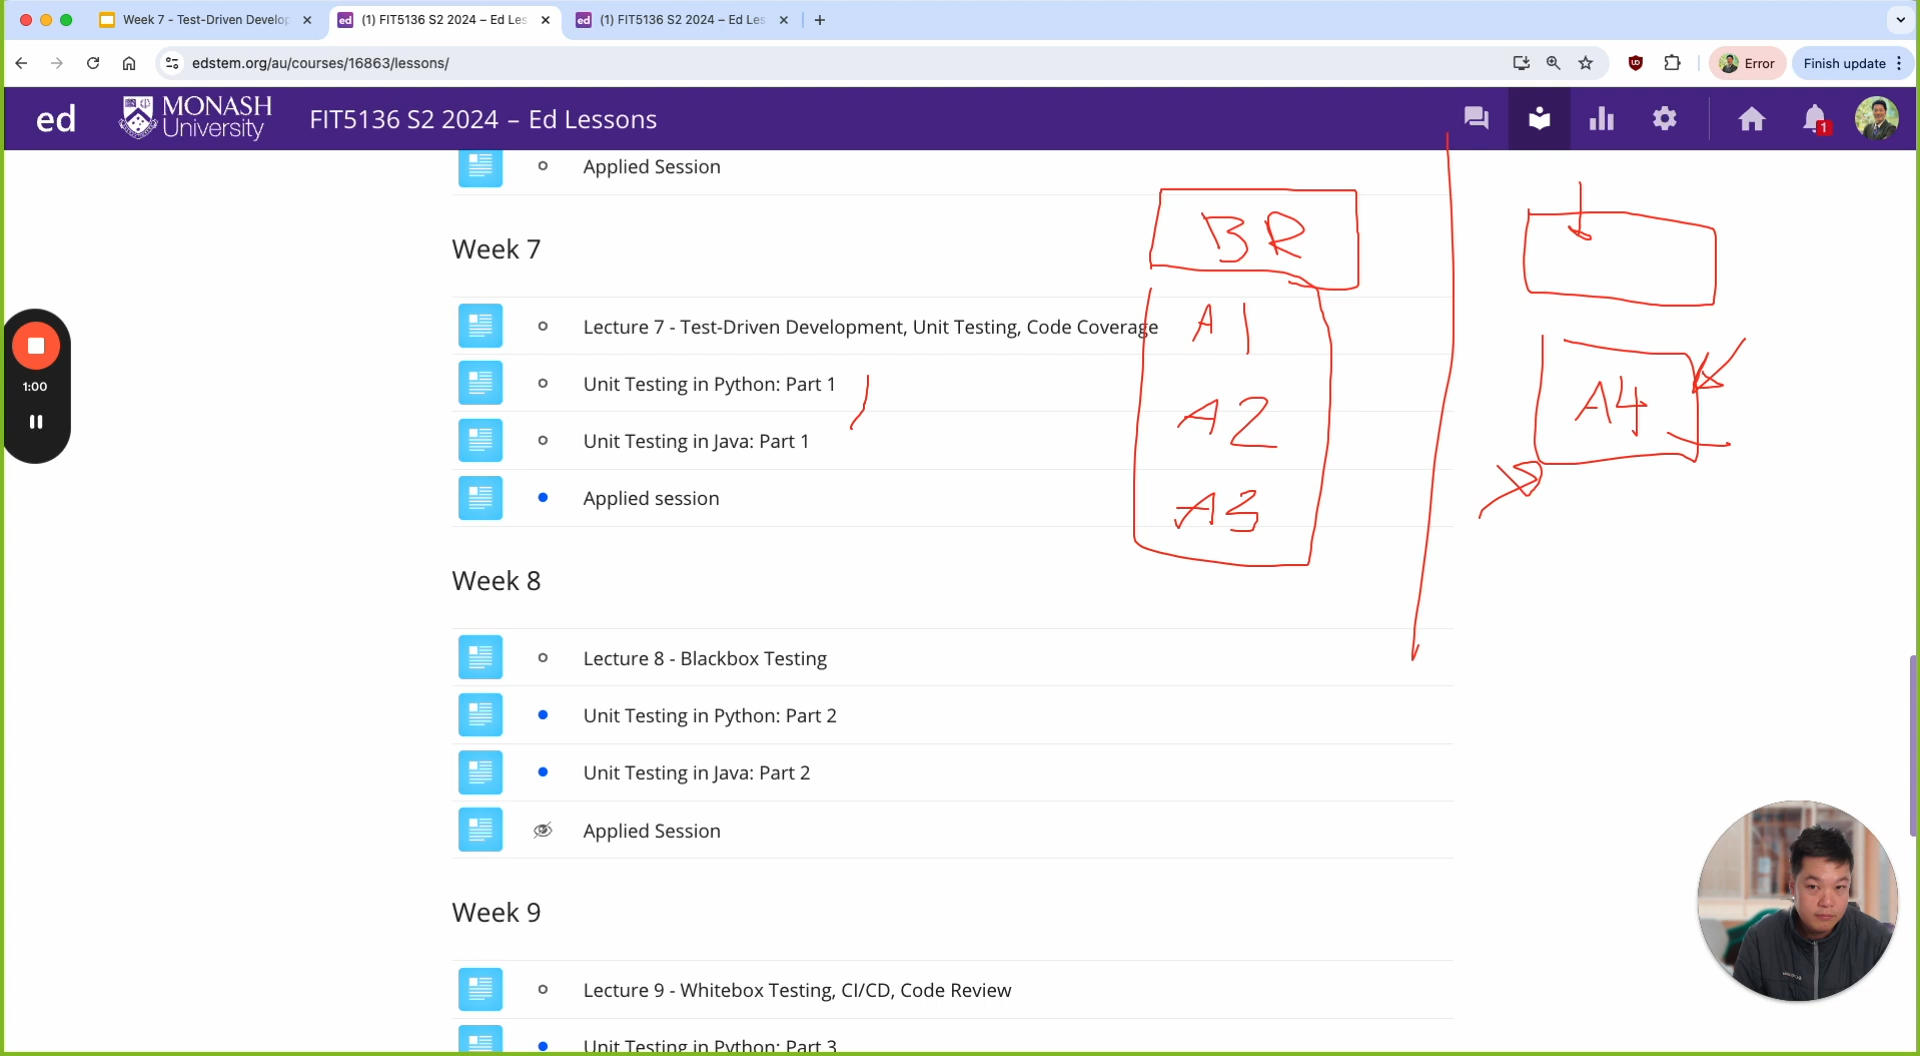 Week 7 - Test-Driven Develop
(1) FIT5136 S2 2024 – Ed Les
(1) FIT5136 S2 2024 – Ed Les
edstem.org/au/courses/16863/lessons/
Error
Finish update
ed
MONASH
University
FIT5136 S2 2024 – Ed Lessons
1
Applied Session
BR
Week 7
A1
Lecture 7 - Test-Driven Development, Unit Testing, Code Coverage
Unit Testing in Python: Part 1
A2
A4
Unit Testing in Java: Part 1
Applied session
A3
1:00
Week 8
Lecture 8 - Blackbox Testing
Unit Testing in Python: Part 2
Unit Testing in Java: Part 2
Applied Session
Week 9
Lecture 9 - Whitebox Testing, CI/CD, Code Review
Unit Testing in Python: Part 3